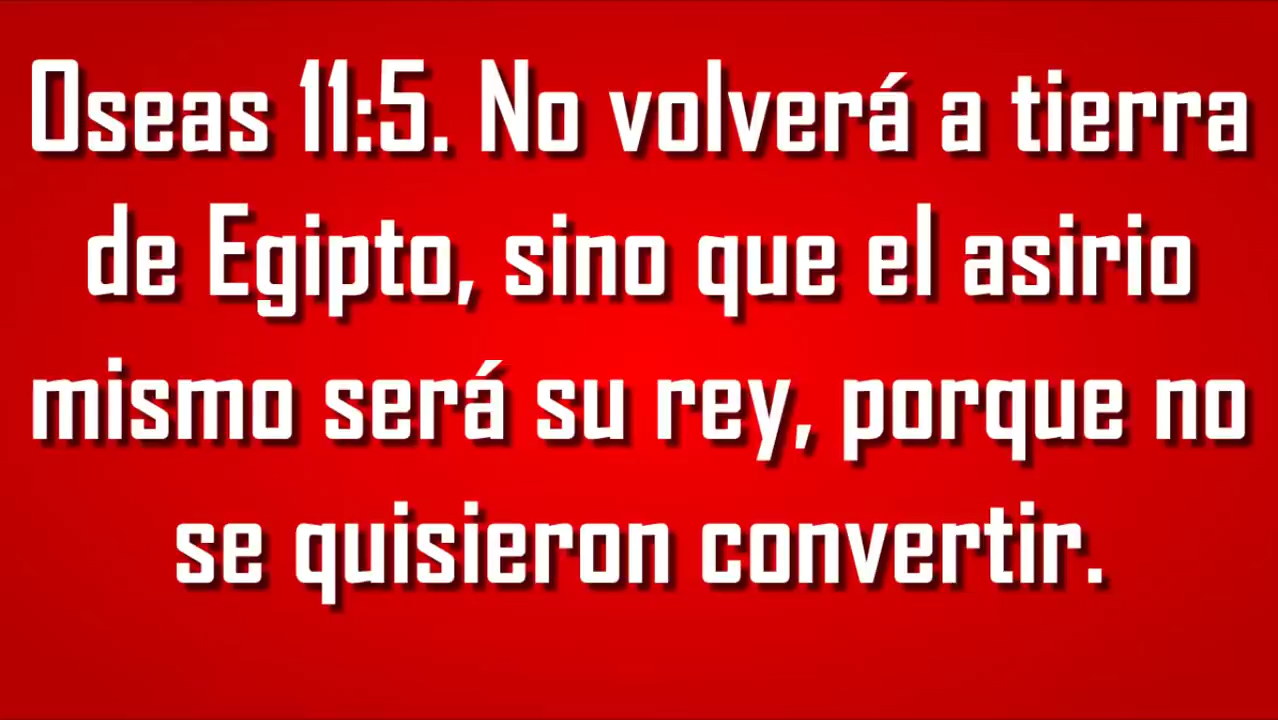 Oseas 11:5. No volverá a tierra
de Egipto, sino que el asirio
mismo será su rey, porque no
se quisieron convertir.